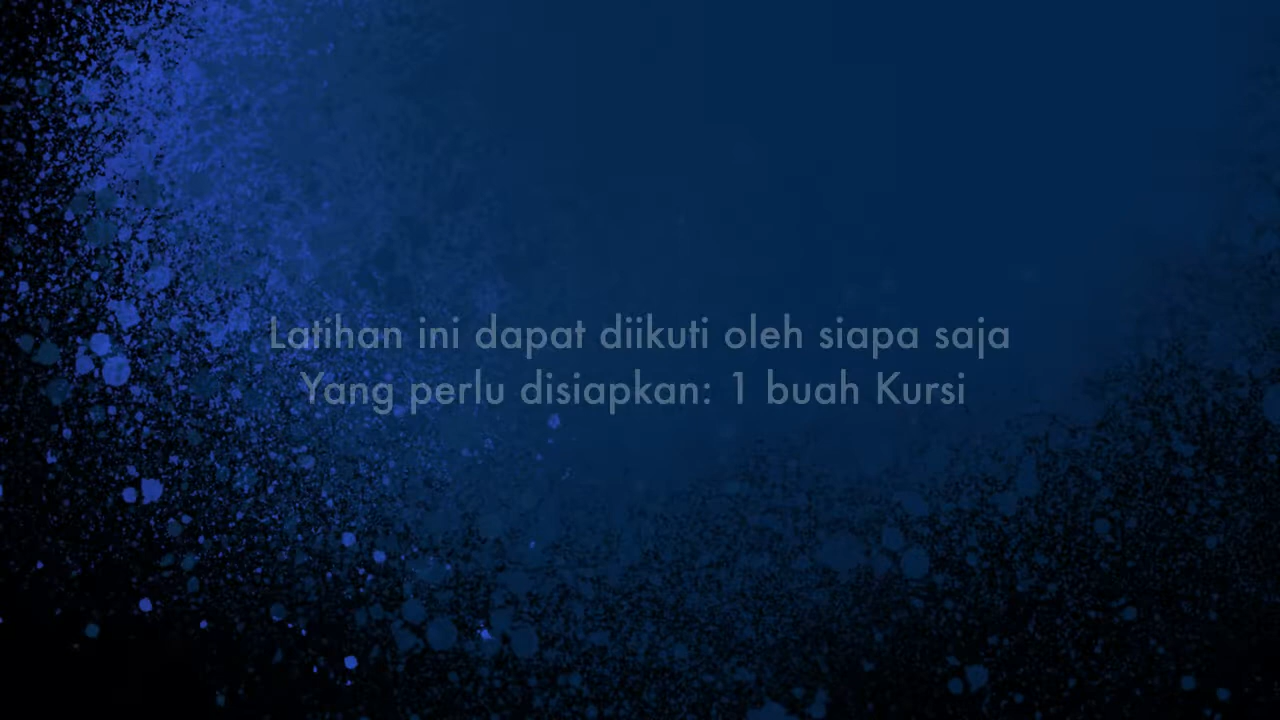 Latihan ini dapat diikuti oleh siapa saja
Yang perlu disiapkan: 1 buah Kursi